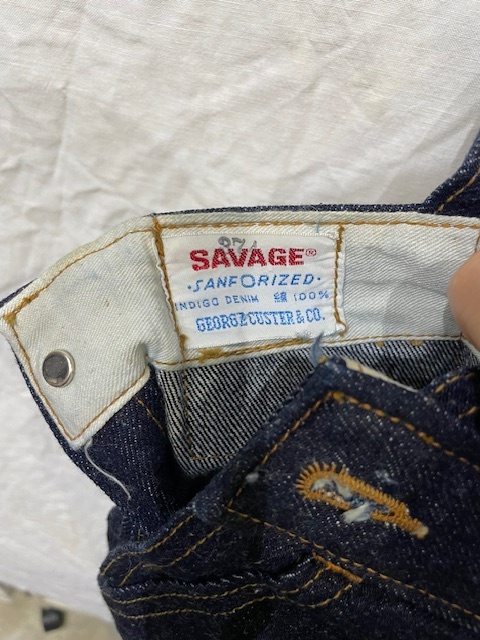 SAVAGE®
·SANFORIZED·
INDIGO DENIM 綿 100%
GEORGE CUSTER & CO.